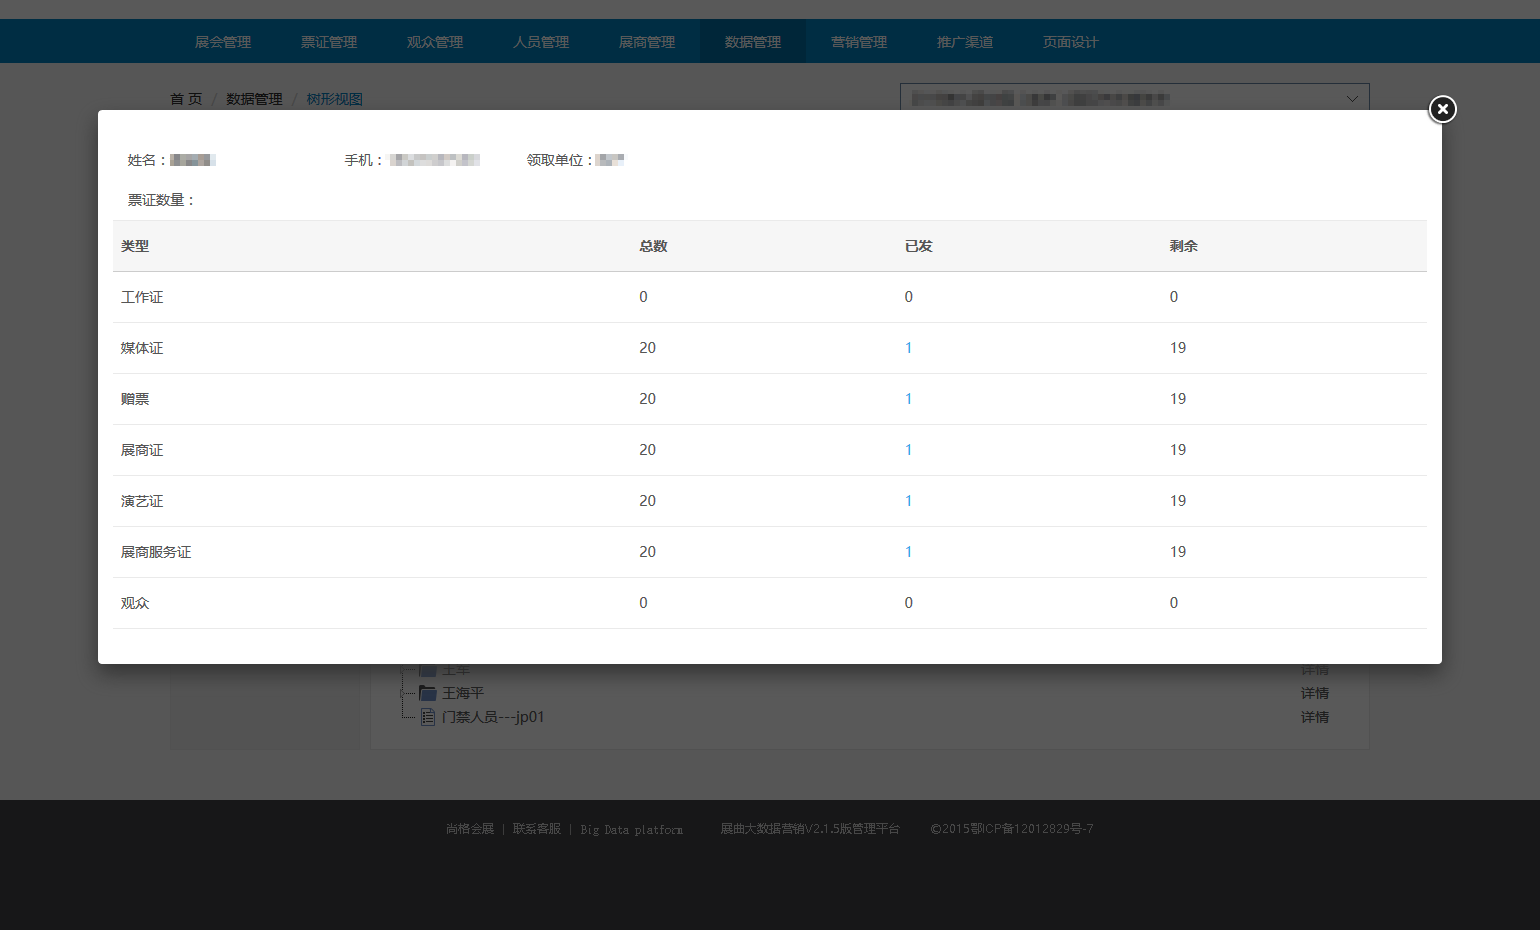 展会管理 票证管理 观众管理 人员管理 展商管理 数据管理 营销管理 推广渠道 页面设计
首 页 / 数据管理 / 树形视图
姓名： 手机： 领取单位：
票证数量：
类型 总数 已发 剩余
工作证 0 0 0
媒体证 20 1 19
赠票 20 1 19
展商证 20 1 19
演艺证 20 1 19
展商服务证 20 1 19
观众 0 0 0
详情
王海平 详情
门禁人员---jp01 详情
尚格会展 | 联系客服 | Big Data platform 展曲大数据营销V2.1.5版管理平台 ©2015鄂ICP备12012829号-7